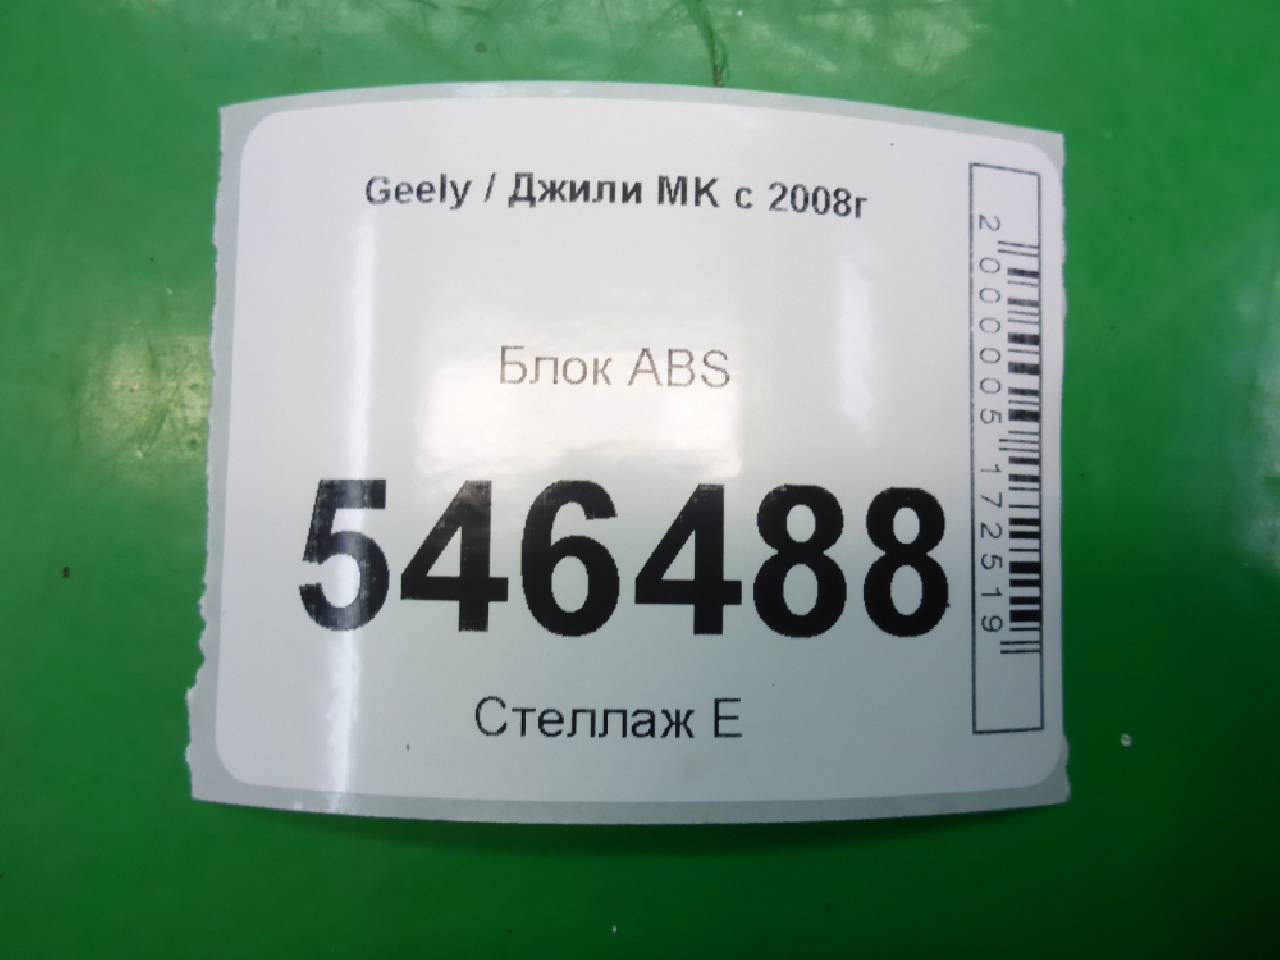 Geely / Джили МК с 2008г
Блок ABS
546488
Стеллаж Е
2000005172519